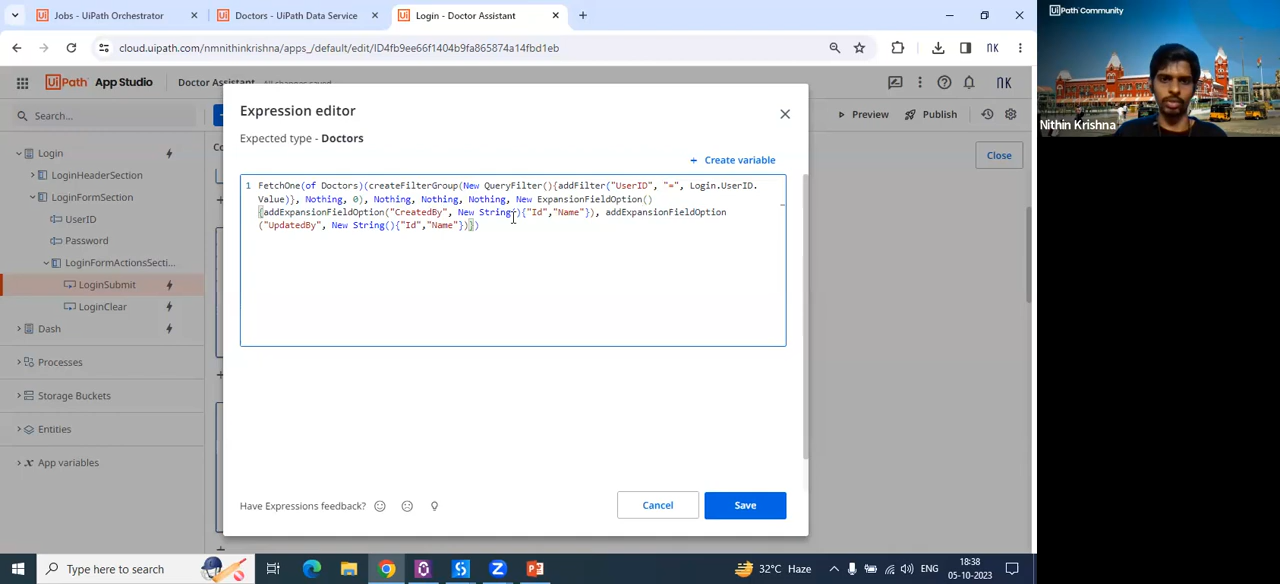 Jobs - UiPath Orchestrator
Doctors - UiPath Data Service
Login - Doctor Assistant
cloud.uipath.com/nmnithinkrishna/apps_/default/edit/ID4fb9ee66f1404b9fa865874a14fbd1eb
NK
UiPath Community
Nithin Krishna
UiPath App Studio
Doctor Assistant
NK
Search...
Preview
Publish
Close
Login
LoginHeaderSection
LoginFormSection
UserID
Password
LoginFormActionsSecti...
LoginSubmit
LoginClear
Dash
Processes
Storage Buckets
Entities
App variables
Expression editor
Expected type - Doctors
+ Create variable
1 FetchOne(of Doctors)(createFilterGroup(New QueryFilter(){addFilter("UserID", "=", Login.UserID.
Value)}, Nothing, 0), Nothing, Nothing, Nothing, New ExpansionFieldOption()
{addExpansionFieldOption("CreatedBy", New String(){"Id","Name"}), addExpansionFieldOption
("UpdatedBy", New String(){"Id","Name"})})
Have Expressions feedback?
Cancel
Save
Type here to search
32°C Haze
ENG
18:38
05-10-2023